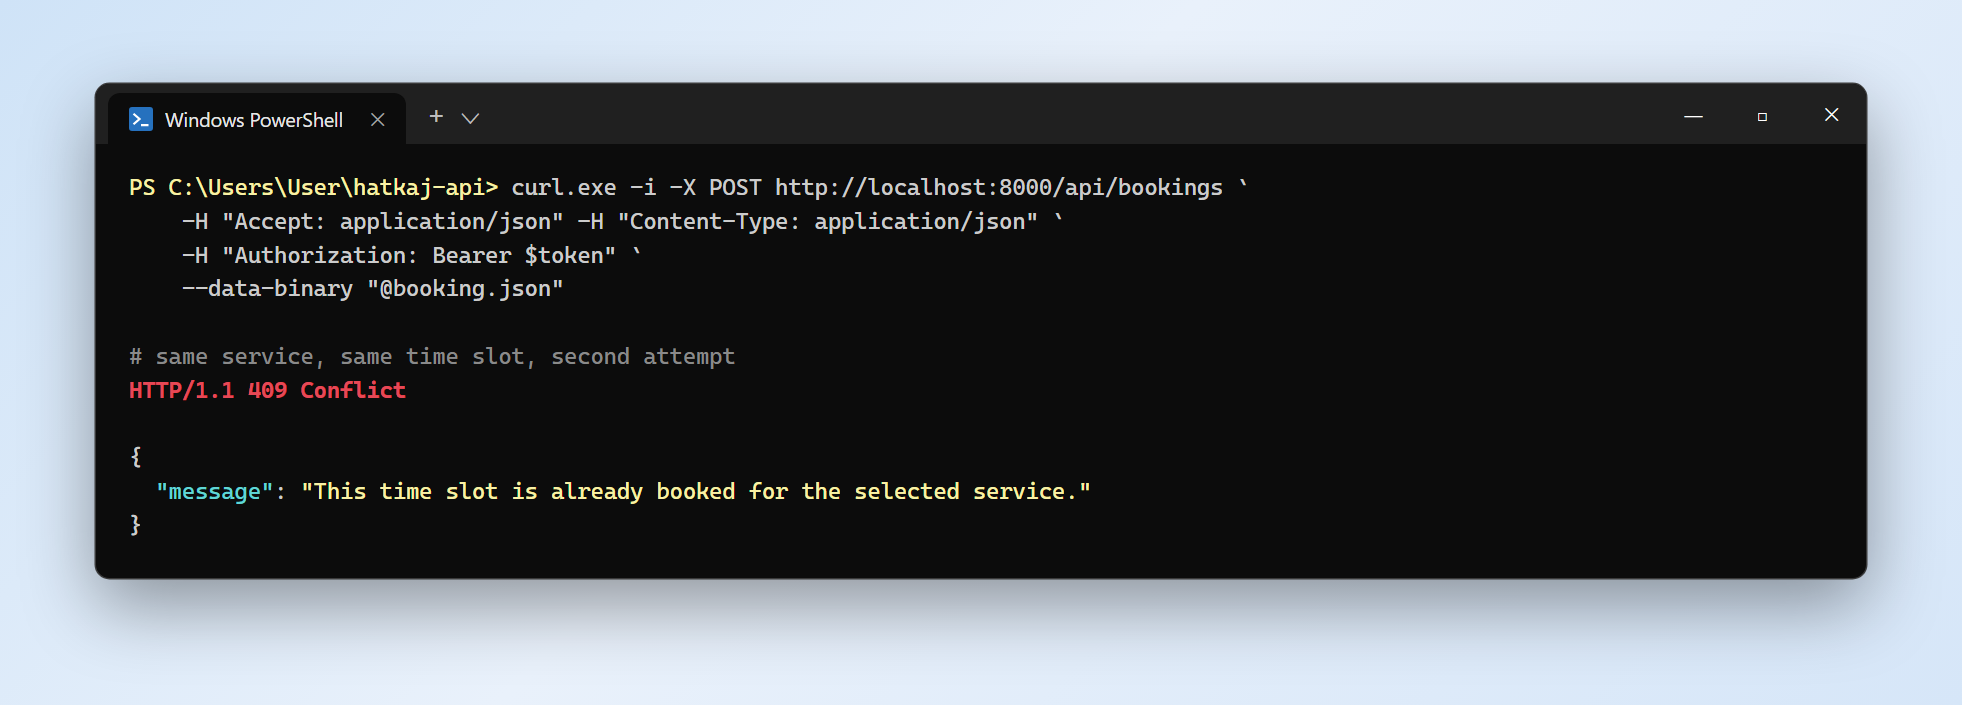 Windows PowerShell
PS C:\Users\User\hatkaj-api> curl.exe -i -X POST http://localhost:8000/api/bookings `
    -H "Accept: application/json" -H "Content-Type: application/json" `
    -H "Authorization: Bearer $token" `
    --data-binary "@booking.json"
# same service, same time slot, second attempt
HTTP/1.1 409 Conflict
{
  "message": "This time slot is already booked for the selected service."
}